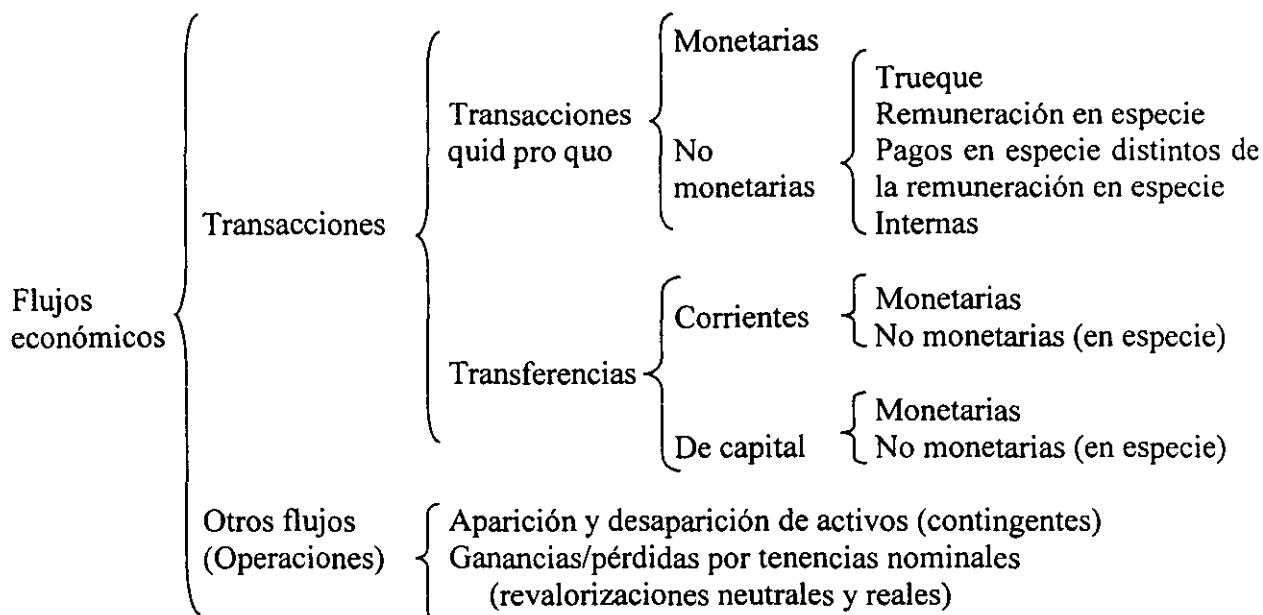 Flujos
económicos
Transacciones
Transacciones
quid pro quo
Monetarias
No
monetarias
Trueque
Remuneración en especie
Pagos en especie distintos de
la remuneración en especie
Internas
Transferencias
Corrientes
Monetarias
No monetarias (en especie)
De capital
Monetarias
No monetarias (en especie)
Otros flujos
(Operaciones)
Aparición y desaparición de activos (contingentes)
Ganancias/pérdidas por tenencias nominales
(revalorizaciones neutrales y reales)